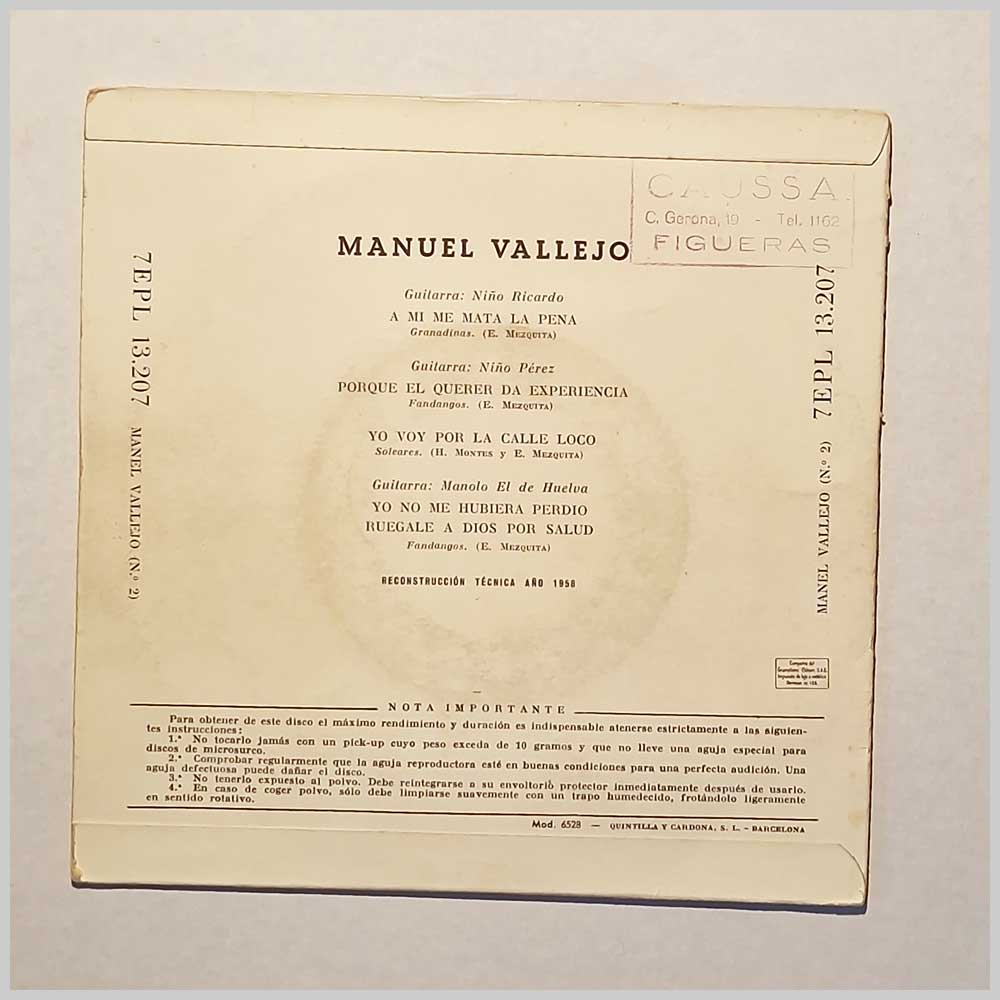 CAUSSA.
C. Gerona, 19 - Tel. 1162
FIGUERAS
MANUEL VALLEJO
Guitarra: Niño Ricardo
A MI ME MATA LA PENA
Granadinas. (E. MEZQUITA)
Guitarra: Niño Pérez
PORQUE EL QUERER DA EXPERIENCIA
Fandangos. (E. MEZQUITA)
YO VOY POR LA CALLE LOCO
Soleares. (H. MONTES y E. MEZQUITA)
Guitarra: Manolo El de Huelva
YO NO ME HUBIERA PERDIO
RUEGALE A DIOS POR SALUD
Fandangos. (E. MEZQUITA)
RECONSTRUCCIÓN TÉCNICA AÑO 1958
7EPL 13.207 MANUEL VALLEJO (N.º 2)
7EPL 13.207
MANEL VALLEJO (N.º 2)
Compañía del
Gramófono Odeon, S.A.E.
NOTA IMPORTANTE
Para obtener de este disco el máximo rendimiento y duración es indispensable atenerse estrictamente a las siguien-
tes instrucciones:
1.ª No tocarlo jamás con un pick-up cuyo peso exceda de 10 gramos y que no lleve una aguja especial para
discos de microsurco.
2.ª Comprobar regularmente que la aguja reproductora esté en buenas condiciones para una perfecta audición. Una
aguja defectuosa puede dañar el disco.
3.ª No tenerlo expuesto al polvo. Debe reintegrarse a su envoltorio protector inmediatamente después de usarlo.
4.ª En caso de coger polvo, sólo debe limpiarse suavemente con un trapo humedecido, frotándolo ligeramente
en sentido rotativo.
Mod. 6528 — QUINTILLA Y CARDONA, S. L. - BARCELONA